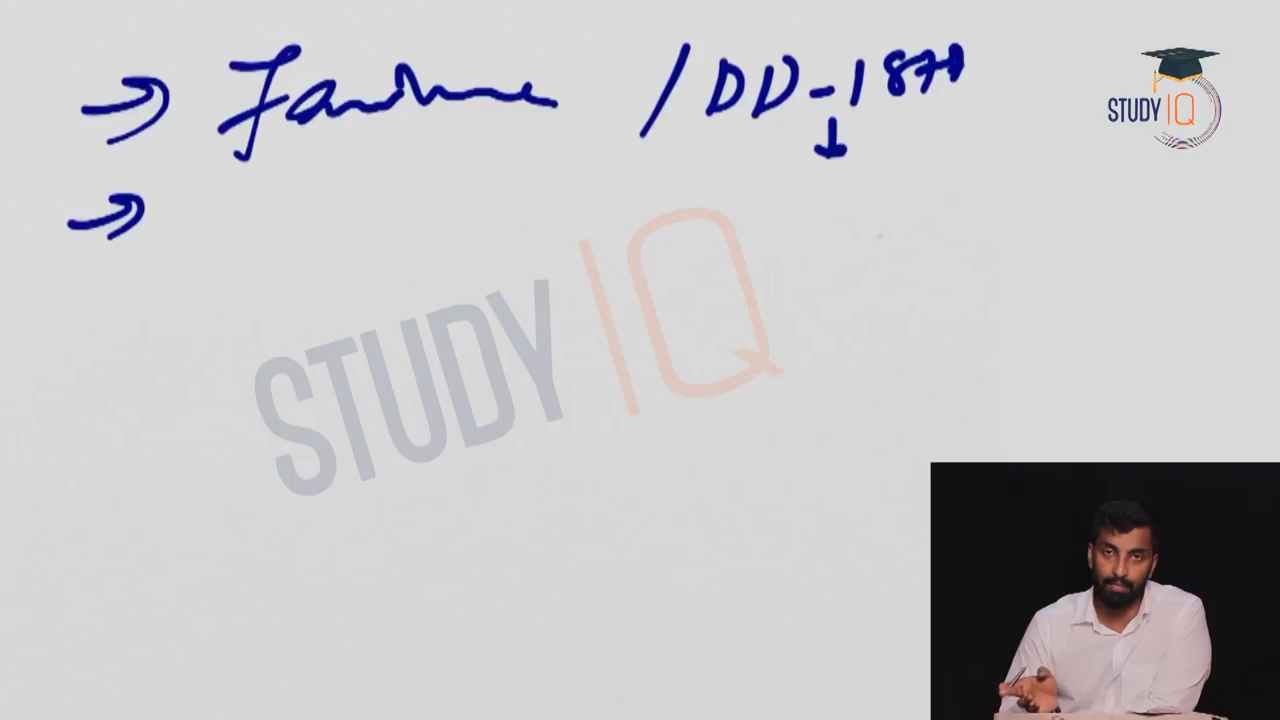 → Famine / DD - 1878
→
STUDY IQ
STUDY IQ